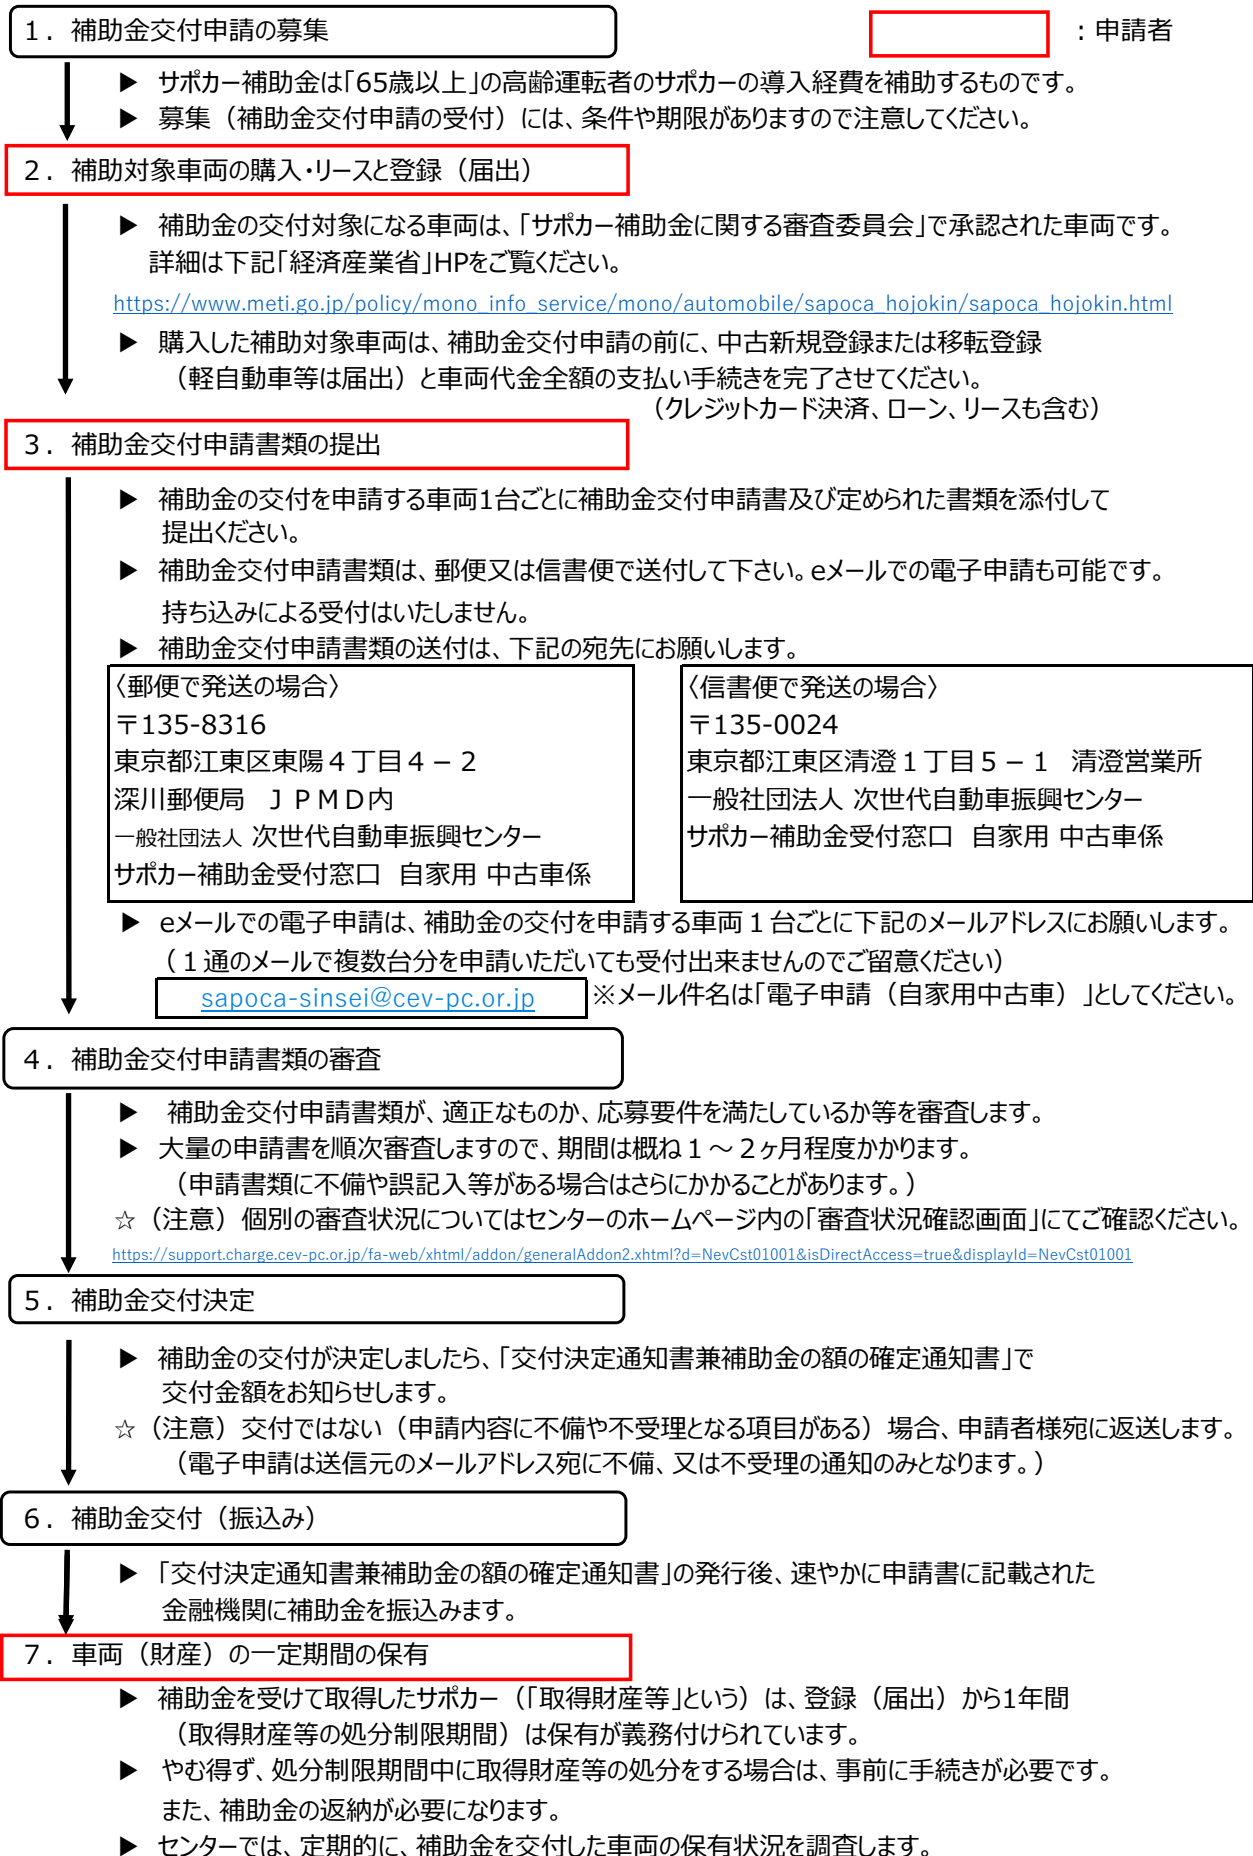 1．補助金交付申請の募集
：申請者
▶ サポカー補助金は「65歳以上」の高齢運転者のサポカーの導入経費を補助するものです。
▶ 募集（補助金交付申請の受付）には、条件や期限がありますので注意してください。
2．補助対象車両の購入・リースと登録（届出）
▶ 補助金の交付対象になる車両は、「サポカー補助金に関する審査委員会」で承認された車両です。
詳細は下記「経済産業省」HPをご覧ください。
https://www.meti.go.jp/policy/mono_info_service/mono/automobile/sapoca_hojokin/sapoca_hojokin.html
▶ 購入した補助対象車両は、補助金交付申請の前に、中古新規登録または移転登録
（軽自動車等は届出）と車両代金全額の支払い手続きを完了させてください。
（クレジットカード決済、ローン、リースも含む）
3．補助金交付申請書類の提出
▶ 補助金の交付を申請する車両1台ごとに補助金交付申請書及び定められた書類を添付して
提出ください。
▶ 補助金交付申請書類は、郵便又は信書便で送付して下さい。eメールでの電子申請も可能です。
持ち込みによる受付はいたしません。
▶ 補助金交付申請書類の送付は、下記の宛先にお願いします。
〈郵便で発送の場合〉
〒135-8316
東京都江東区東陽４丁目４－２
深川郵便局　ＪＰＭＤ内
一般社団法人 次世代自動車振興センター
サポカー補助金受付窓口　自家用 中古車係
〈信書便で発送の場合〉
〒135-0024
東京都江東区清澄１丁目５－１　清澄営業所
一般社団法人 次世代自動車振興センター
サポカー補助金受付窓口　自家用 中古車係
▶ eメールでの電子申請は、補助金の交付を申請する車両１台ごとに下記のメールアドレスにお願いします。
（１通のメールで複数台分を申請いただいても受付出来ませんのでご留意ください）
sapoca-sinsei@cev-pc.or.jp ※メール件名は「電子申請（自家用中古車）」としてください。
4．補助金交付申請書類の審査
▶ 補助金交付申請書類が、適正なものか、応募要件を満たしているか等を審査します。
▶ 大量の申請書を順次審査しますので、期間は概ね１～２ヶ月程度かかります。
（申請書類に不備や誤記入等がある場合はさらにかかることがあります。）
☆（注意）個別の審査状況についてはセンターのホームページ内の「審査状況確認画面」にてご確認ください。
https://support.charge.cev-pc.or.jp/fa-web/xhtml/addon/generalAddon2.xhtml?d=NevCst01001&isDirectAccess=true&displayId=NevCst01001
5．補助金交付決定
▶ 補助金の交付が決定しましたら、「交付決定通知書兼補助金の額の確定通知書」で
交付金額をお知らせします。
☆（注意）交付ではない（申請内容に不備や不受理となる項目がある）場合、申請者様宛に返送します。
（電子申請は送信元のメールアドレス宛に不備、又は不受理の通知のみとなります。）
6．補助金交付（振込み）
▶ 「交付決定通知書兼補助金の額の確定通知書」の発行後、速やかに申請書に記載された
金融機関に補助金を振込みます。
7．車両（財産）の一定期間の保有
▶ 補助金を受けて取得したサポカー（「取得財産等」という）は、登録（届出）から1年間
（取得財産等の処分制限期間）は保有が義務付けられています。
▶ やむ得ず、処分制限期間中に取得財産等の処分をする場合は、事前に手続きが必要です。
また、補助金の返納が必要になります。
▶ センターでは、定期的に、補助金を交付した車両の保有状況を調査します。